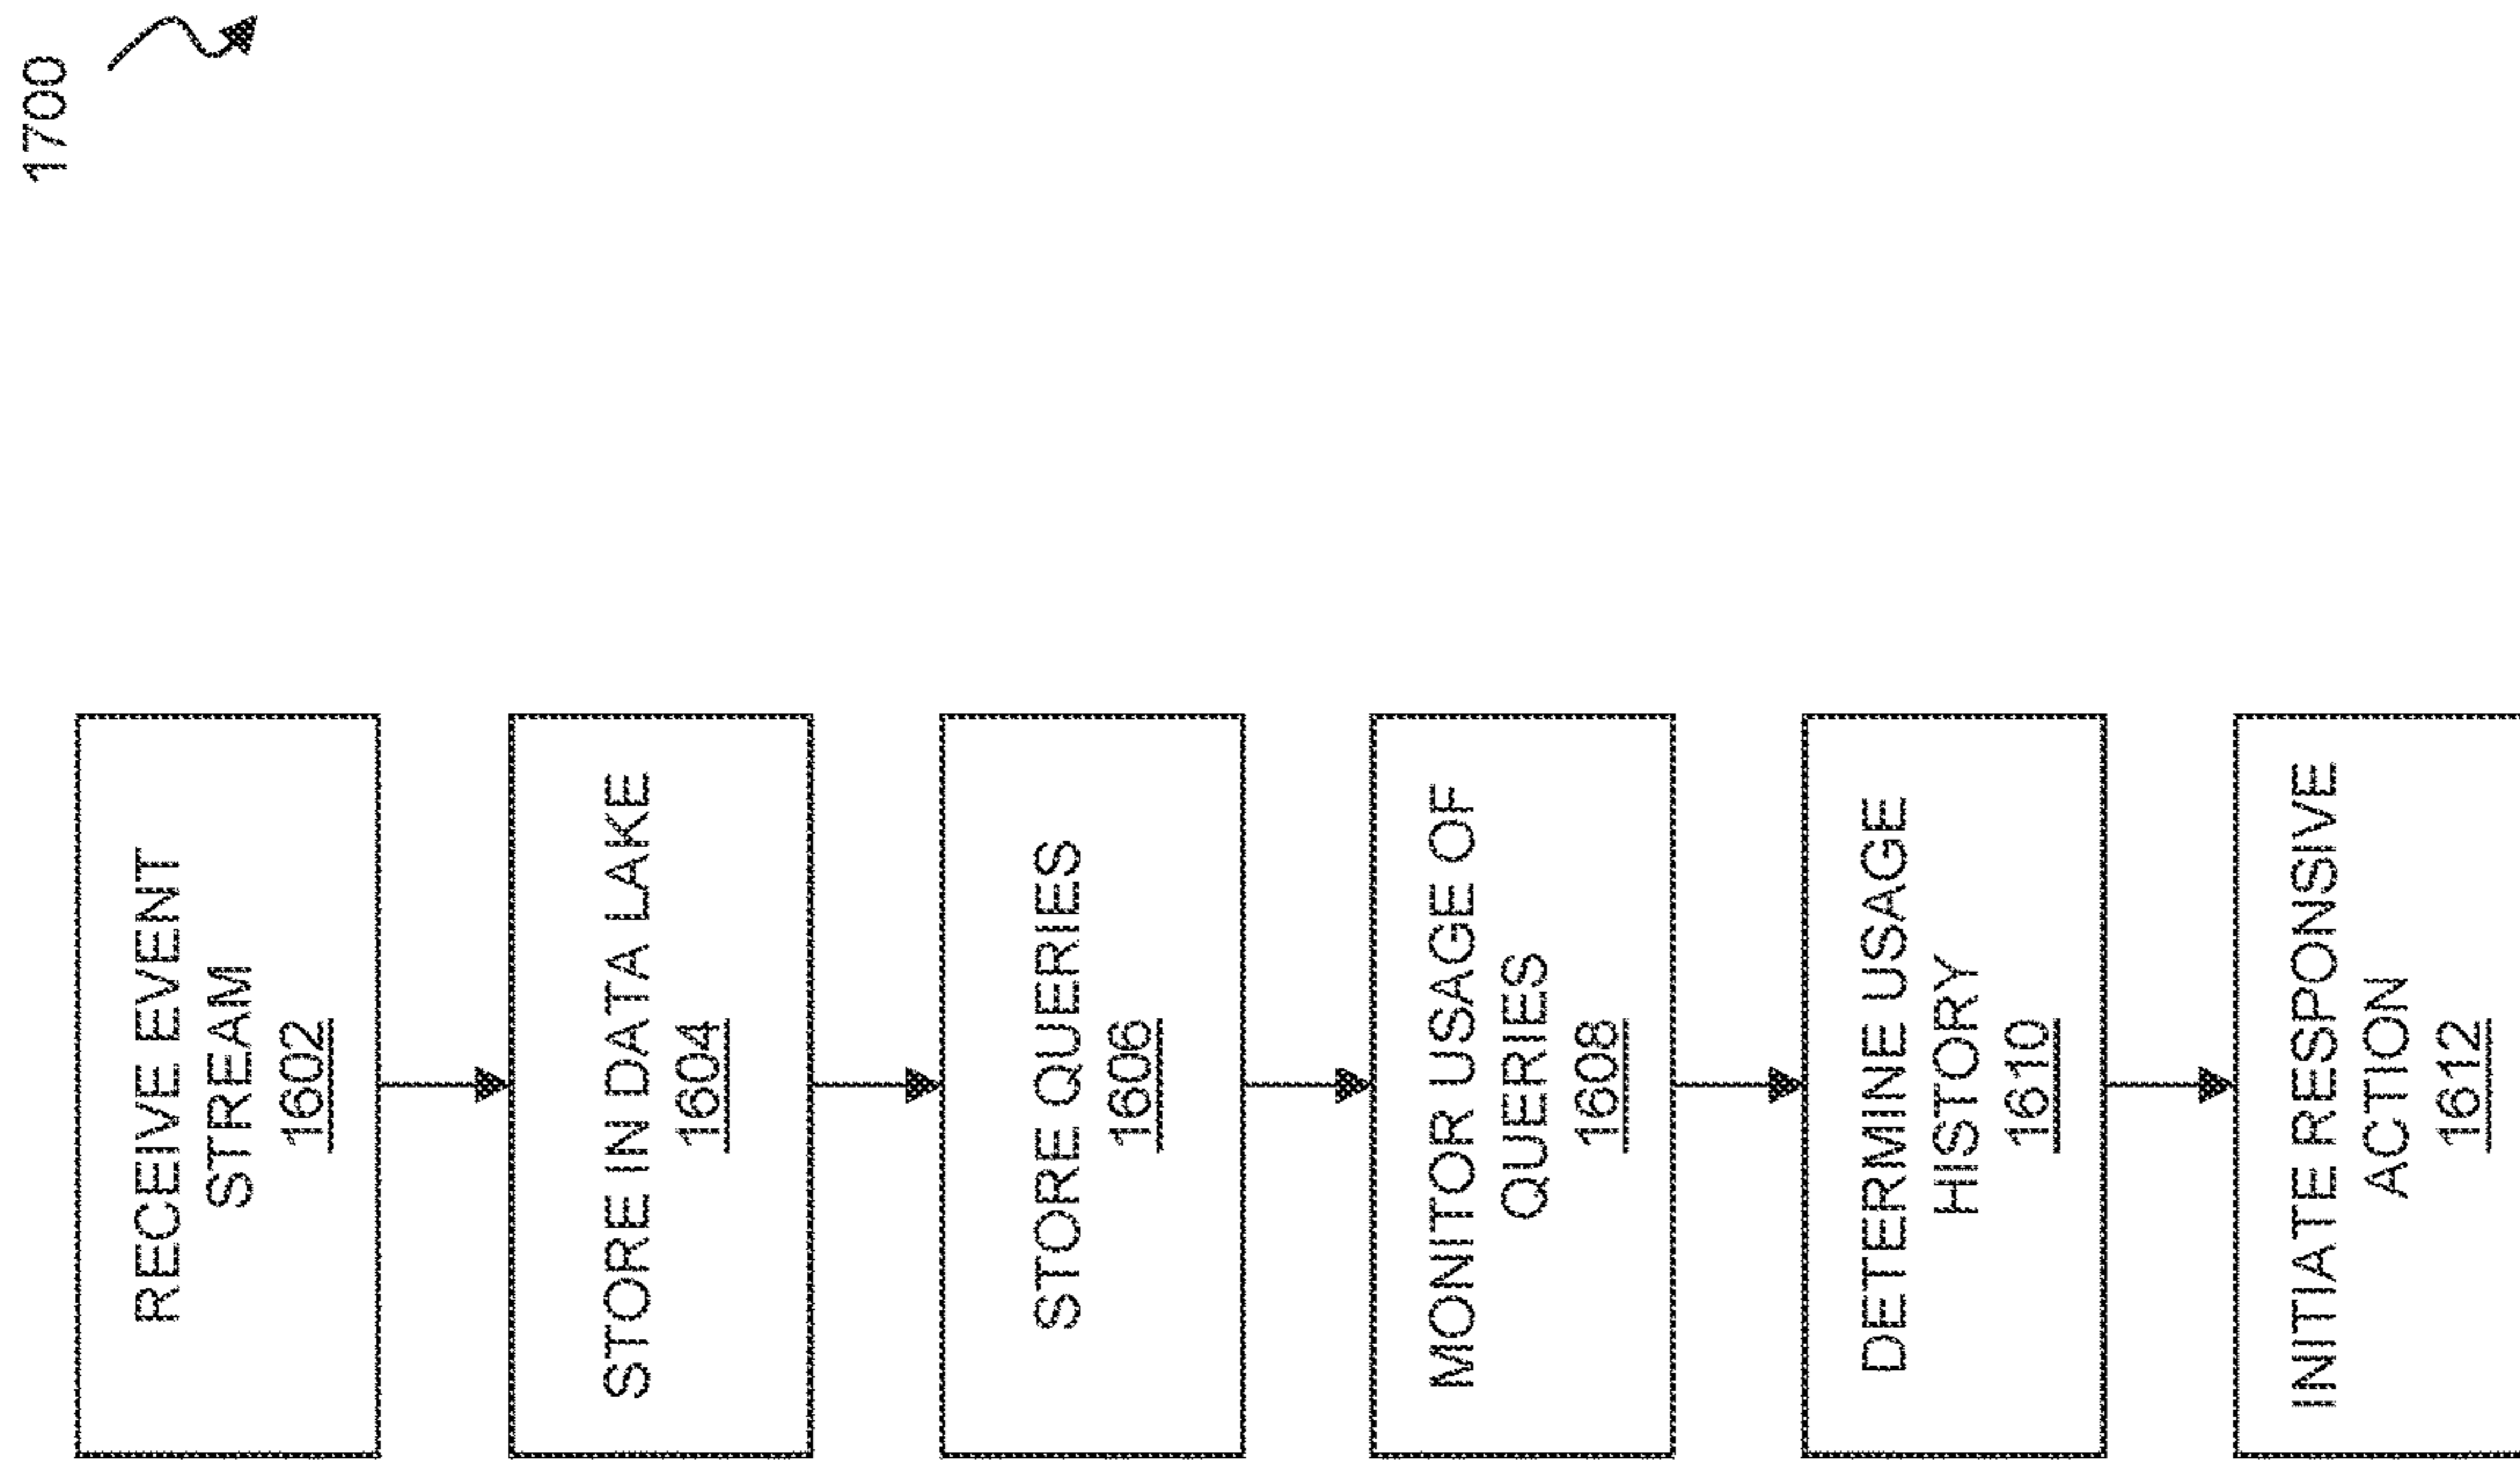 1700
RECEIVE EVENT
STREAM
1602
STORE IN DATA LAKE
1604
STORE QUERIES
1606
MONITOR USAGE OF
QUERIES
1608
DETERMINE USAGE
HISTORY
1610
INITIATE RESPONSIVE
ACTION
1612